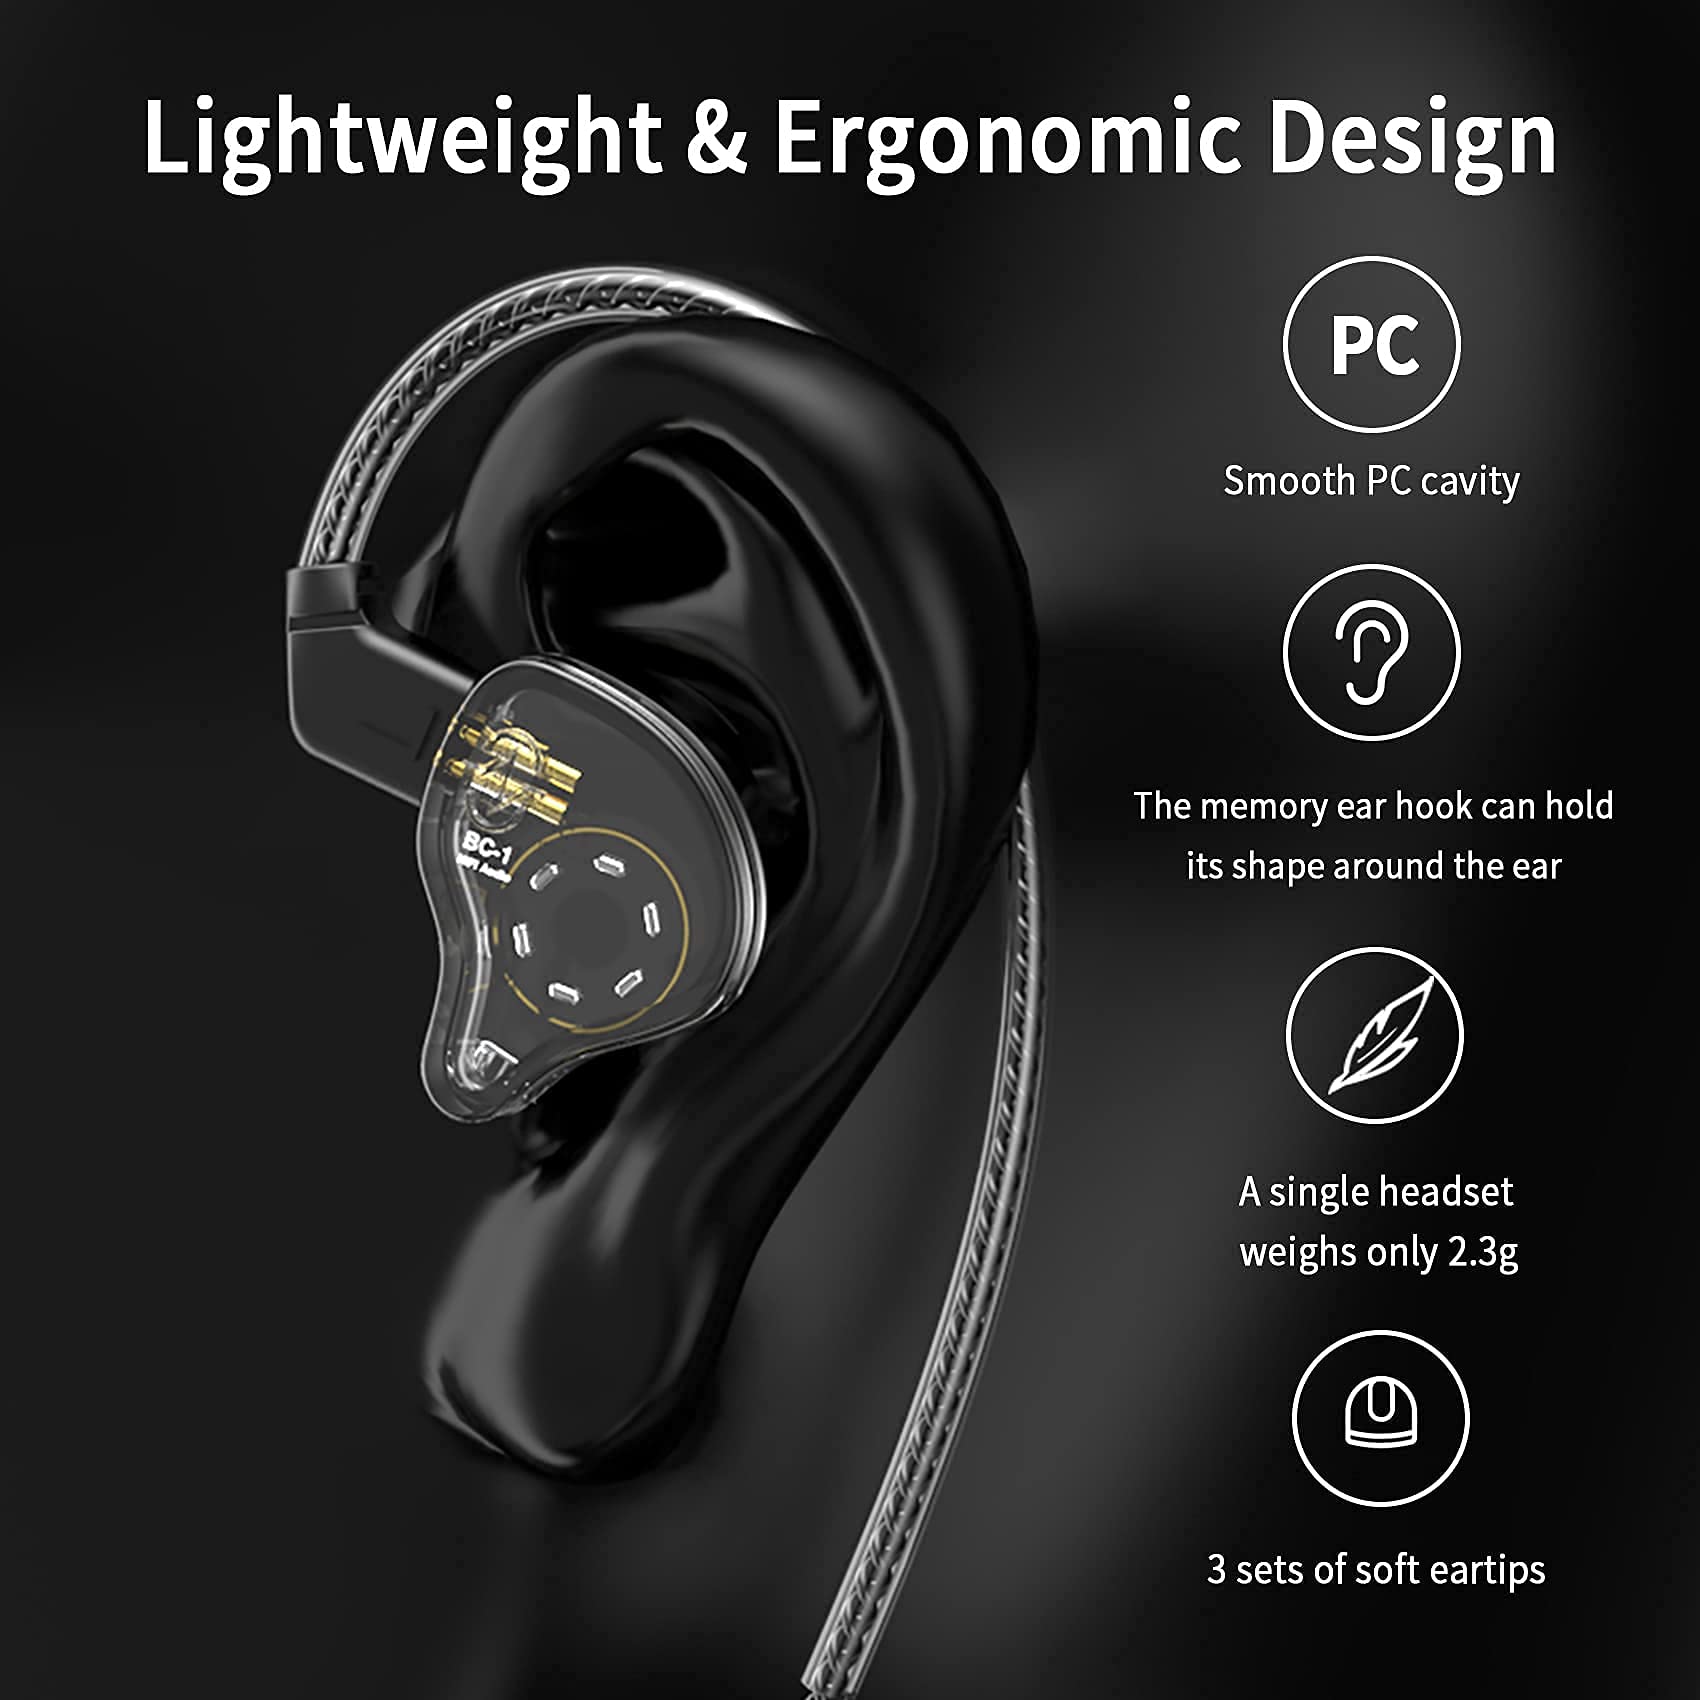 Lightweight & Ergonomic Design
PC
Smooth PC cavity
The memory ear hook can hold
its shape around the ear
A single headset
weighs only 2.3g
3 sets of soft eartips
BC-1
Audio